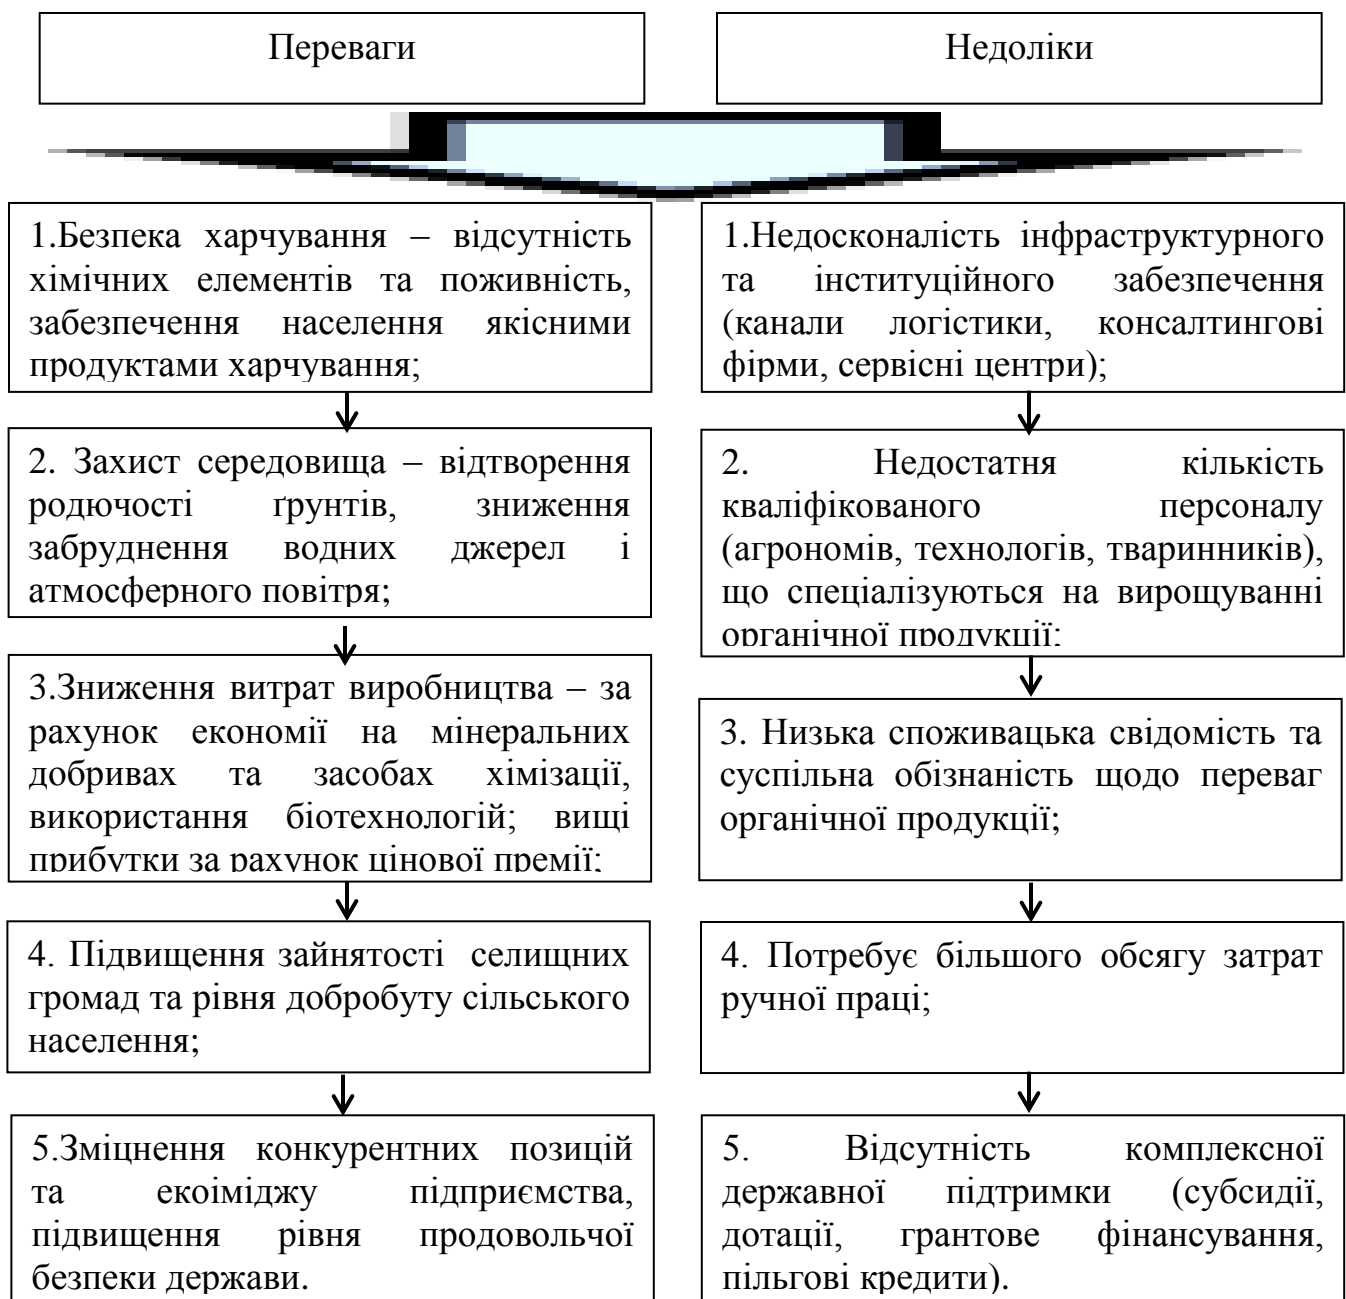 Переваги
Недоліки
1.Безпека харчування – відсутність
хімічних елементів та поживність,
забезпечення населення якісними
продуктами харчування;
2. Захист середовища – відтворення
родючості ґрунтів, зниження
забруднення водних джерел і
атмосферного повітря;
3.Зниження витрат виробництва – за
рахунок економії на мінеральних
добривах та засобах хімізації,
використання біотехнологій; вищі
прибутки за рахунок цінової премії;
4. Підвищення зайнятості селищних
громад та рівня добробуту сільського
населення;
5.Зміцнення конкурентних позицій
та екоіміджу підприємства,
підвищення рівня продовольчої
безпеки держави.
1.Недосконалість інфраструктурного
та інституційного забезпечення
(канали логістики, консалтингові
фірми, сервісні центри);
2. Недостатня кількість
кваліфікованого персоналу
(агрономів, технологів, тваринників),
що спеціалізуються на вирощуванні
органічної продукції;
3. Низька споживацька свідомість та
суспільна обізнаність щодо переваг
органічної продукції;
4. Потребує більшого обсягу затрат
ручної праці;
5. Відсутність комплексної
державної підтримки (субсидії,
дотації, грантове фінансування,
пільгові кредити).